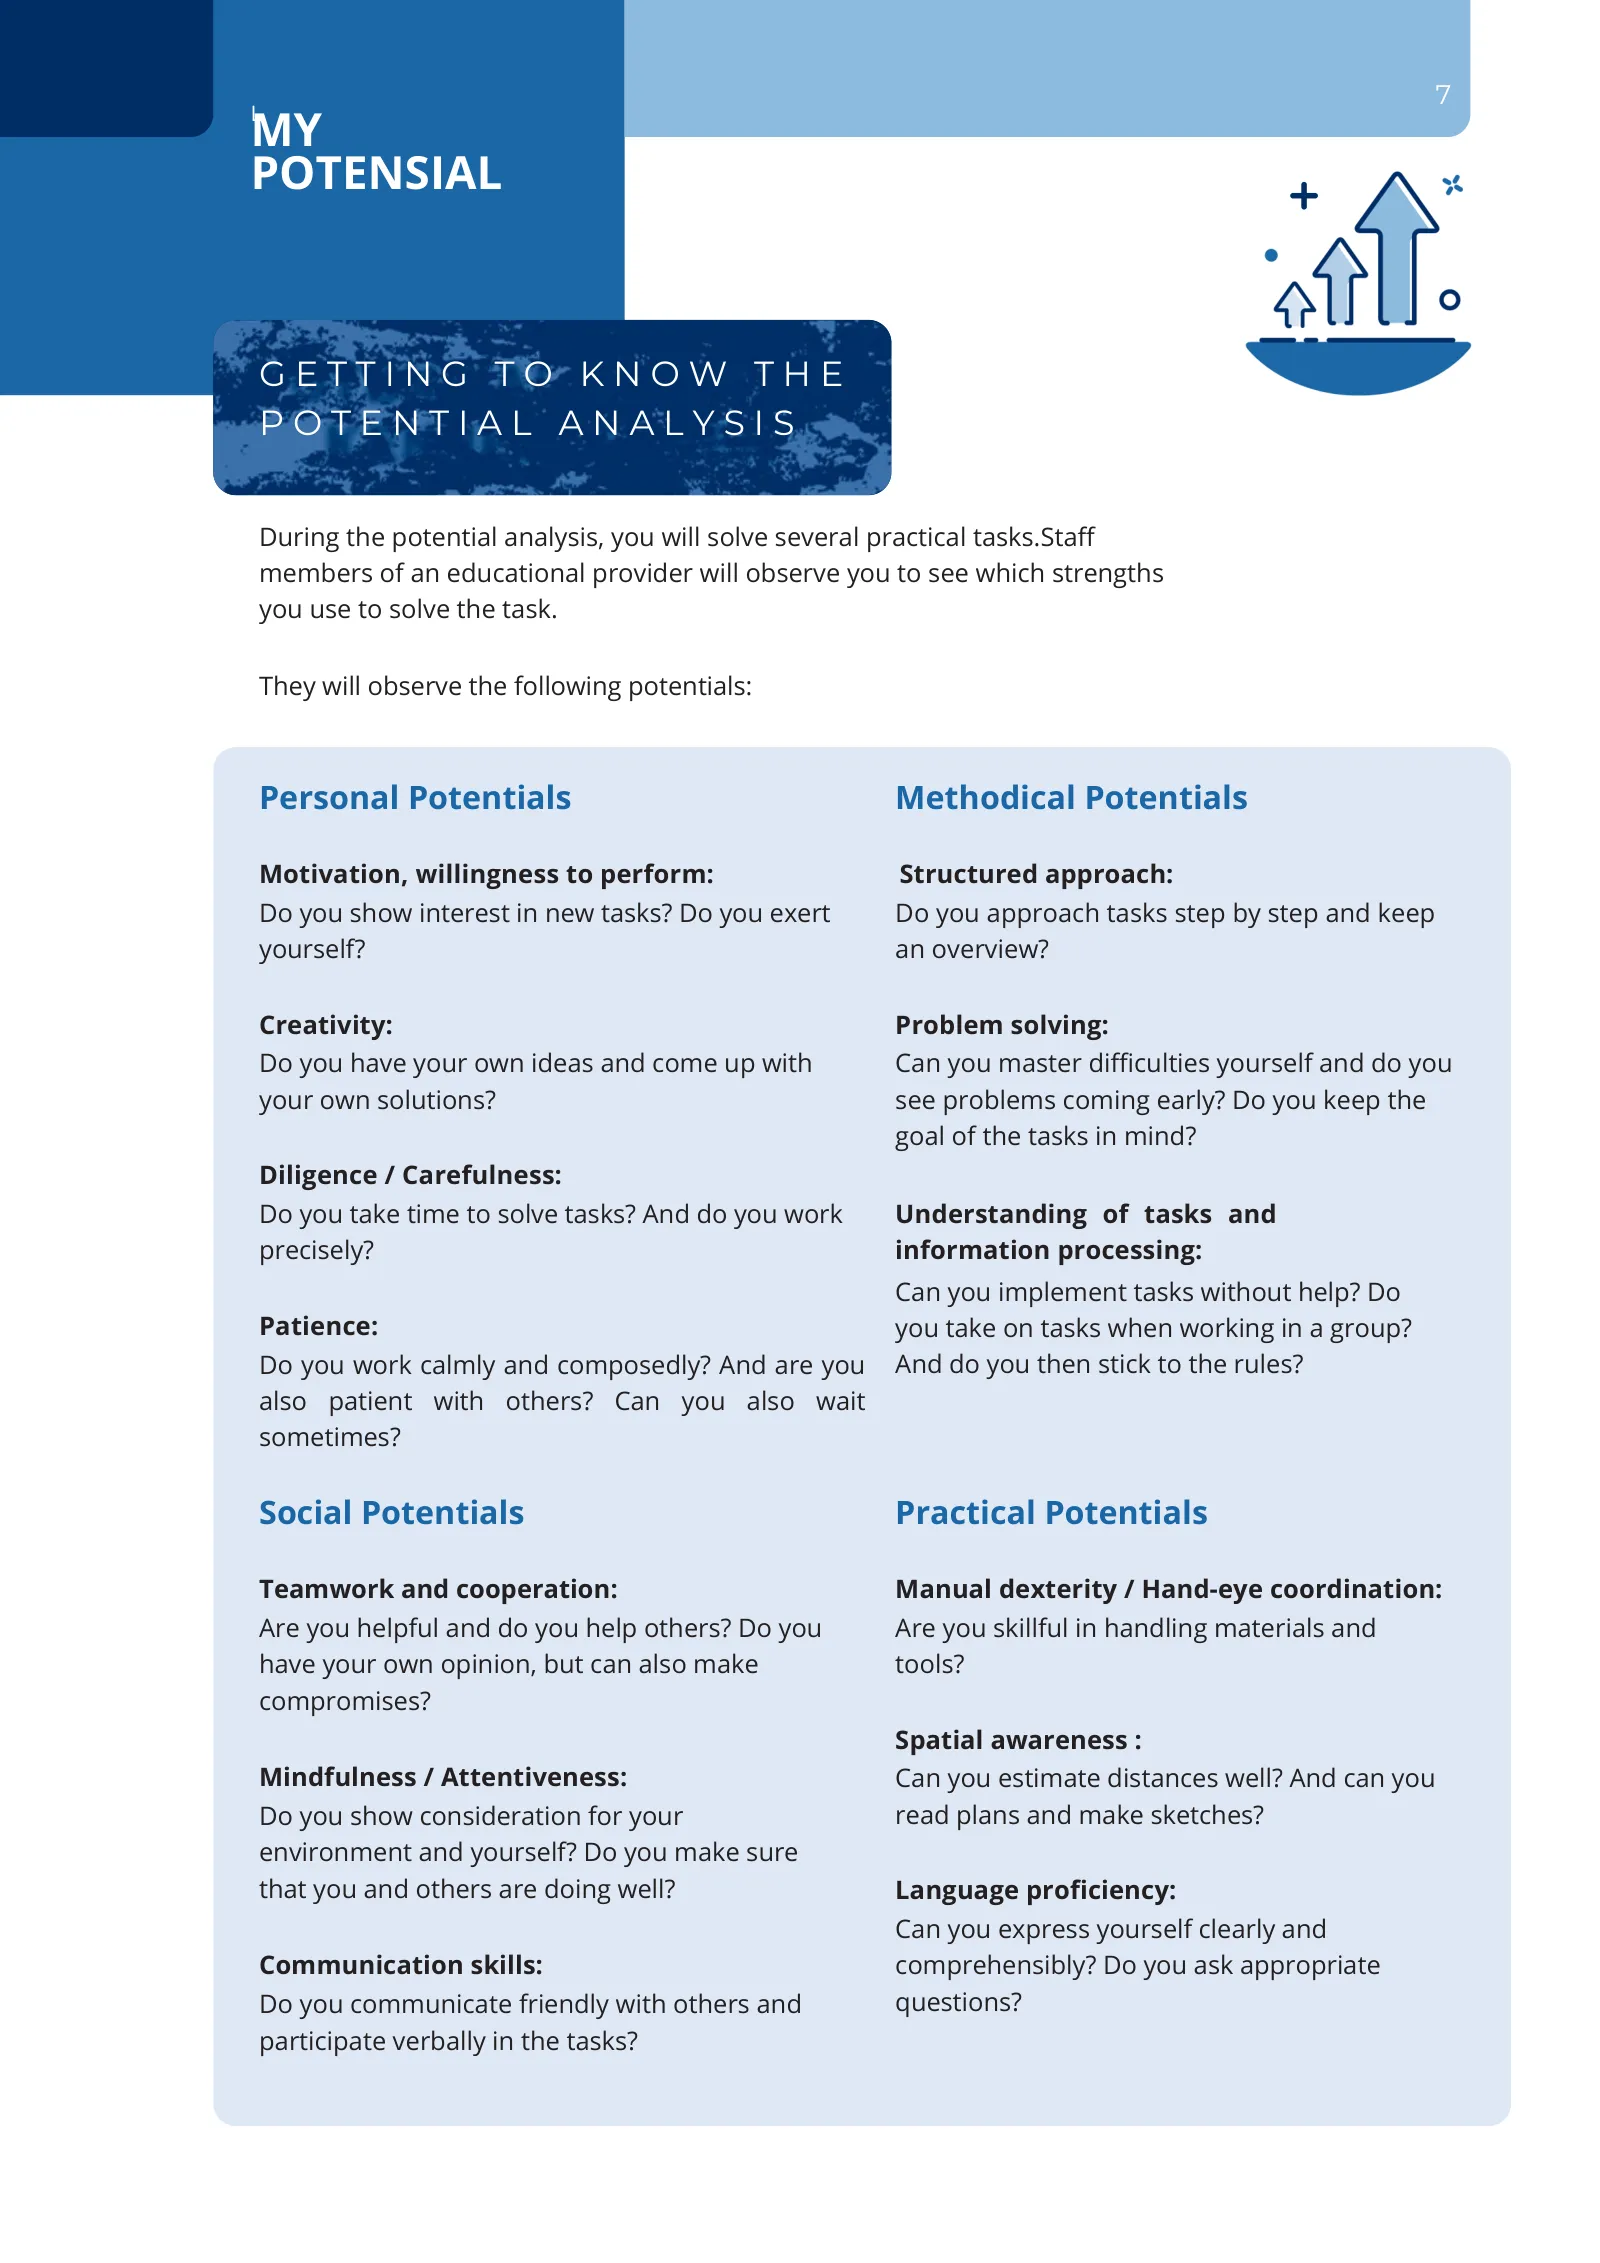 7
MY
POTENSIAL
GETTING TO KNOW THE
POTENTIAL ANALYSIS
During the potential analysis, you will solve several practical tasks.Staff
members of an educational provider will observe you to see which strengths
you use to solve the task.
They will observe the following potentials:
Personal Potentials
Motivation, willingness to perform:
Do you show interest in new tasks? Do you exert
yourself?
Creativity:
Do you have your own ideas and come up with
your own solutions?
Diligence / Carefulness:
Do you take time to solve tasks? And do you work
precisely?
Patience:
Do you work calmly and composedly? And are you
also patient with others? Can you also wait
sometimes?
Methodical Potentials
Structured approach:
Do you approach tasks step by step and keep
an overview?
Problem solving:
Can you master difficulties yourself and do you
see problems coming early? Do you keep the
goal of the tasks in mind?
Understanding of tasks and
information processing:
Can you implement tasks without help? Do
you take on tasks when working in a group?
And do you then stick to the rules?
Social Potentials
Teamwork and cooperation:
Are you helpful and do you help others? Do you
have your own opinion, but can also make
compromises?
Mindfulness / Attentiveness:
Do you show consideration for your
environment and yourself? Do you make sure
that you and others are doing well?
Communication skills:
Do you communicate friendly with others and
participate verbally in the tasks?
Practical Potentials
Manual dexterity / Hand-eye coordination:
Are you skillful in handling materials and
tools?
Spatial awareness :
Can you estimate distances well? And can you
read plans and make sketches?
Language proficiency:
Can you express yourself clearly and
comprehensibly? Do you ask appropriate
questions?